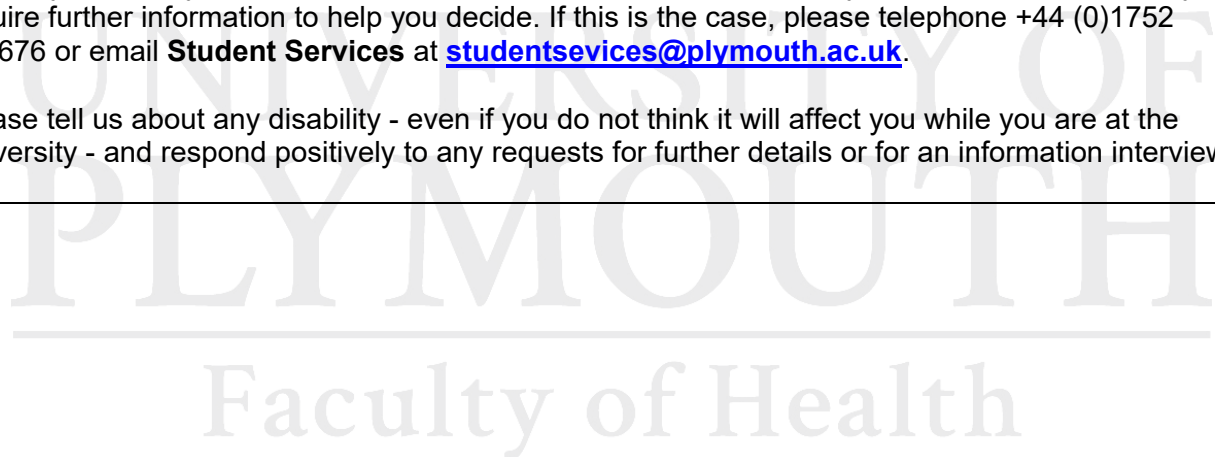 uire further information to help you decide. If this is the case, please telephone +44 (0)1752
676 or email Student Services at studentsevices@plymouth.ac.uk.
ase tell us about any disability - even if you do not think it will affect you while you are at the
versity - and respond positively to any requests for further details or for an information interview
UNIVERSITY OF
PLYMOUTH
Faculty of Health